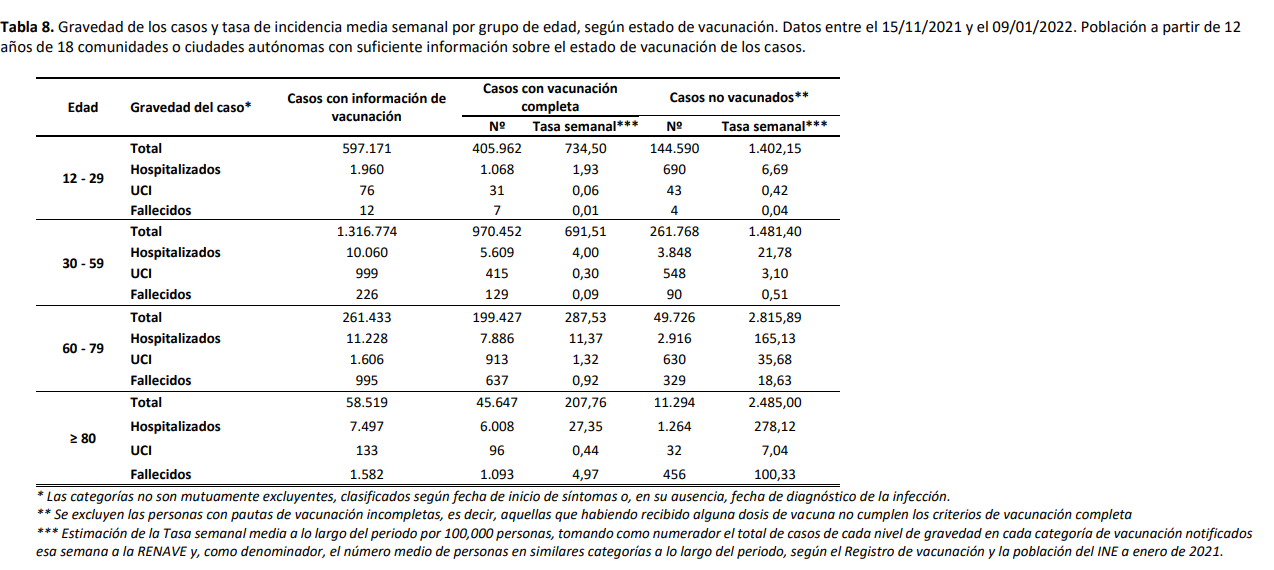 Tabla 8. Gravedad de los casos y tasa de incidencia media semanal por grupo de edad, según estado de vacunación. Datos entre el 15/11/2021 y el 09/01/2022. Población a partir de 12
años de 18 comunidades o ciudades autónomas con suficiente información sobre el estado de vacunación de los casos.
Edad Gravedad del caso* Casos con información de vacunación Casos con vacunación completa Casos no vacunados**
Nº Tasa semanal*** Nº Tasa semanal***
12 - 29
Total 597.171 405.962 734,50 144.590 1.402,15
Hospitalizados 1.960 1.068 1,93 690 6,69
UCI 76 31 0,06 43 0,42
Fallecidos 12 7 0,01 4 0,04
30 - 59
Total 1.316.774 970.452 691,51 261.768 1.481,40
Hospitalizados 10.060 5.609 4,00 3.848 21,78
UCI 999 415 0,30 548 3,10
Fallecidos 226 129 0,09 90 0,51
60 - 79
Total 261.433 199.427 287,53 49.726 2.815,89
Hospitalizados 11.228 7.886 11,37 2.916 165,13
UCI 1.606 913 1,32 630 35,68
Fallecidos 995 637 0,92 329 18,63
≥ 80
Total 58.519 45.647 207,76 11.294 2.485,00
Hospitalizados 7.497 6.008 27,35 1.264 278,12
UCI 133 96 0,44 32 7,04
Fallecidos 1.582 1.093 4,97 456 100,33
* Las categorías no son mutuamente excluyentes, clasificados según fecha de inicio de síntomas o, en su ausencia, fecha de diagnóstico de la infección.
** Se excluyen las personas con pautas de vacunación incompletas, es decir, aquellas que habiendo recibido alguna dosis de vacuna no cumplen los criterios de vacunación completa
*** Estimación de la Tasa semanal media a lo largo del periodo por 100,000 personas, tomando como numerador el total de casos de cada nivel de gravedad en cada categoría de vacunación notificados
esa semana a la RENAVE y, como denominador, el número medio de personas en similares categorías a lo largo del periodo, según el Registro de vacunación y la población del INE a enero de 2021.